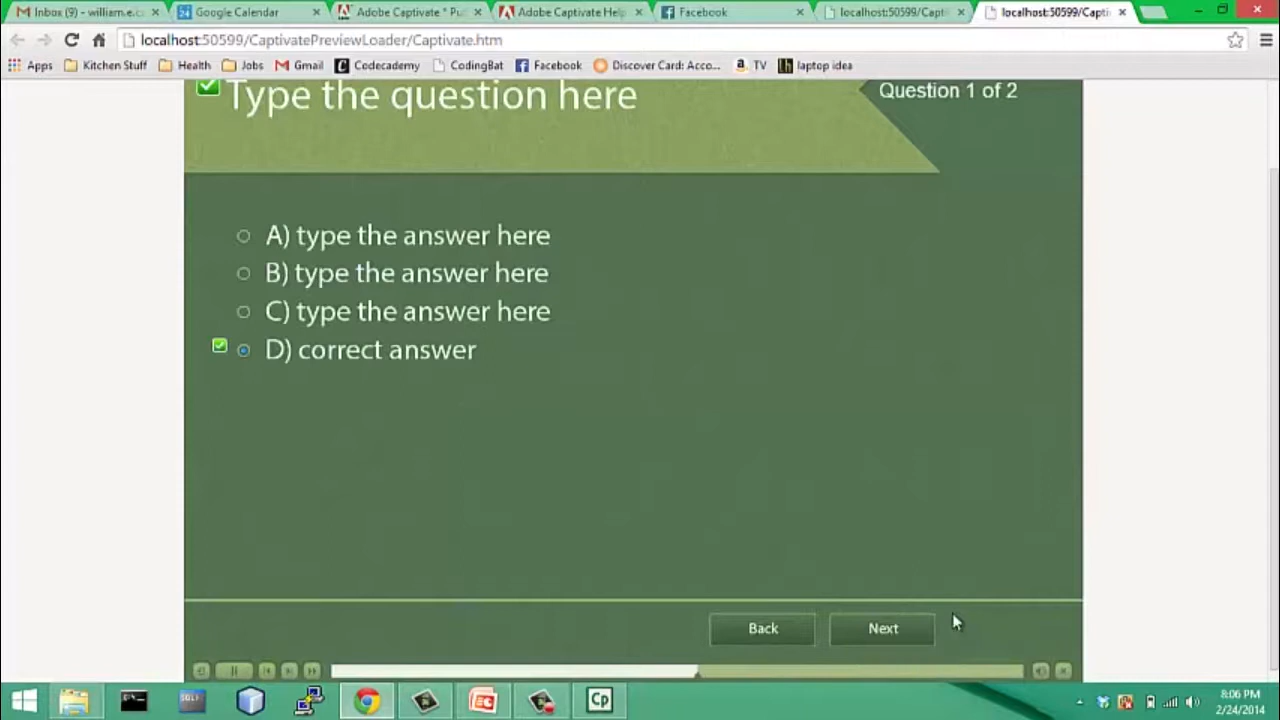 Inbox (9) - william.e.c
24 Google Calendar
Adobe Captivate * Pu
Adobe Captivate Help
Facebook
localhost:50599/Capti
localhost:50599/Capti
localhost:50599/CaptivatePreviewLoader/Captivate.htm
Apps
Kitchen Stuff
Health
Jobs
Gmail
Codecademy
CodingBat
Facebook
Discover Card: Acco...
TV
laptop idea
Type the question here
Question 1 of 2
A) type the answer here
B) type the answer here
C) type the answer here
D) correct answer
Back
Next
Cp
8:06 PM
2/24/2014